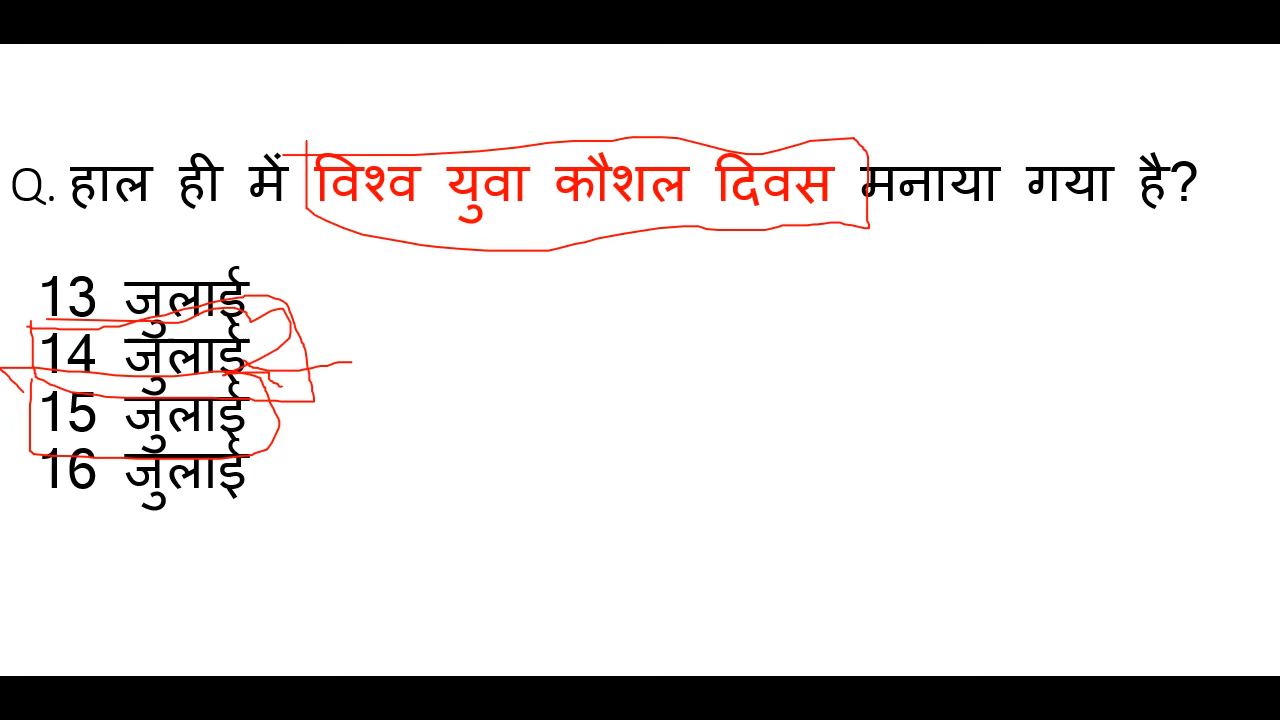 Q. हाल ही में विश्व युवा कौशल दिवस मनाया गया है?
13 जुलाई
14 जुलाई
15 जुलाई
16 जुलाई